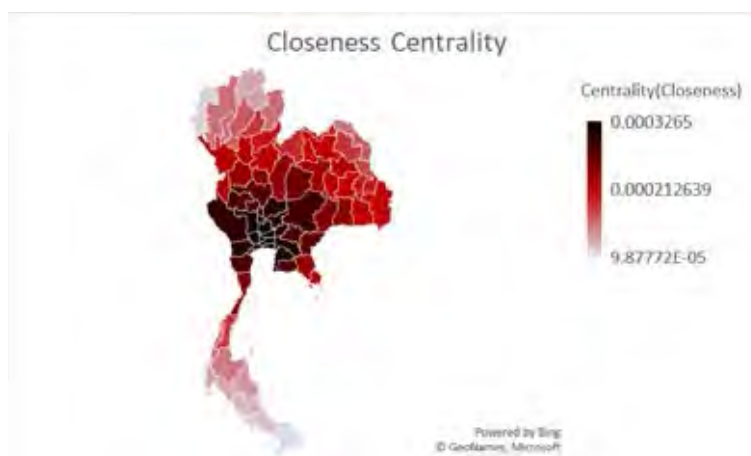 Closeness Centrality
Centrality(Closeness)
0.0003265
0.000212639
9.87772E-05
Powered by Bing
© GeoNames, Microsoft